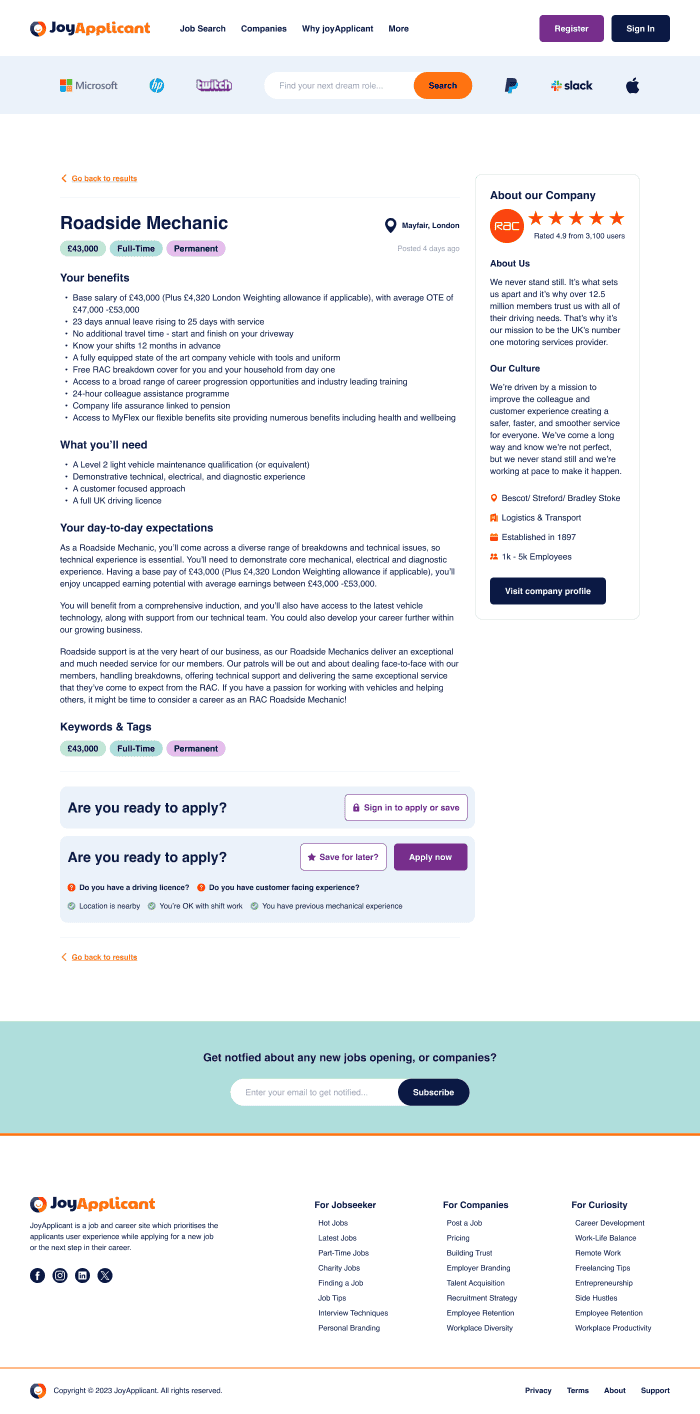 JoyApplicant
Job Search
Companies
Why joyApplicant
More
Register
Sign In
Microsoft
hp
twitch
Find your next dream role...
Search
slack
Go back to results
Roadside Mechanic
Mayfair, London
£43,000
Full-Time
Permanent
Posted 4 days ago
Your benefits
• Base salary of £43,000 (Plus £4,320 London Weighting allowance if applicable), with average OTE of
£47,000 -£53,000
• 23 days annual leave rising to 25 days with service
• No additional travel time - start and finish on your driveway
• Know your shifts 12 months in advance
• A fully equipped state of the art company vehicle with tools and uniform
• Free RAC breakdown cover for you and your household from day one
• Access to a broad range of career progression opportunities and industry leading training
• 24-hour colleague assistance programme
• Company life assurance linked to pension
• Access to MyFlex our flexible benefits site providing numerous benefits including health and wellbeing
What you'll need
• A Level 2 light vehicle maintenance qualification (or equivalent)
• Demonstrative technical, electrical, and diagnostic experience
• A customer focused approach
• A full UK driving licence
Your day-to-day expectations
As a Roadside Mechanic, you'll come across a diverse range of breakdowns and technical issues, so
technical experience is essential. You'll need to demonstrate core mechanical, electrical and diagnostic
experience. Having a base pay of £43,000 (Plus £4,320 London Weighting allowance if applicable), you'll
enjoy uncapped earning potential with average earnings between £43,000 -£53,000.
You will benefit from a comprehensive induction, and you'll also have access to the latest vehicle
technology, along with support from our technical team. You could also develop your career further within
our growing business.
Roadside support is at the very heart of our business, as our Roadside Mechanics deliver an exceptional
and much needed service for our members. Our patrols will be out and about dealing face-to-face with our
members, handling breakdowns, offering technical support and delivering the same exceptional service
that they've come to expect from the RAC. If you have a passion for working with vehicles and helping
others, it might be time to consider a career as an RAC Roadside Mechanic!
Keywords & Tags
£43,000
Full-Time
Permanent
About our Company
RAC
Rated 4.9 from 3,100 users
About Us
We never stand still. It's what sets
us apart and it's why over 12.5
million members trust us with all of
their driving needs. That's why it's
our mission to be the UK's number
one motoring services provider.
Our Culture
We're driven by a mission to
improve the colleague and
customer experience creating a
safer, faster, and smoother service
for everyone. We've come a long
way and know we're not perfect,
but we never stand still and we're
working at pace to make it happen.
Bescot/ Streford/ Bradley Stoke
Logistics & Transport
Established in 1897
1k - 5k Employees
Visit company profile
Are you ready to apply?
Sign in to apply or save
Are you ready to apply?
Save for later?
Apply now
Do you have a driving licence?
Do you have customer facing experience?
Location is nearby
You're OK with shift work
You have previous mechanical experience
Go back to results
Get notfied about any new jobs opening, or companies?
Enter your email to get notified...
Subscribe
JoyApplicant
JoyApplicant is a job and career site which prioritises the
applicants user experience while applying for a new job
or the next step in their career.
For Jobseeker
Hot Jobs
Latest Jobs
Part-Time Jobs
Charity Jobs
Finding a Job
Job Tips
Interview Techniques
Personal Branding
For Companies
Post a Job
Pricing
Building Trust
Employer Branding
Talent Acquisition
Recruitment Strategy
Employee Retention
Workplace Diversity
For Curiosity
Career Development
Work-Life Balance
Remote Work
Freelancing Tips
Entrepreneurship
Side Hustles
Employee Retention
Workplace Productivity
Copyright © 2023 JoyApplicant. All rights reserved.
Privacy
Terms
About
Support